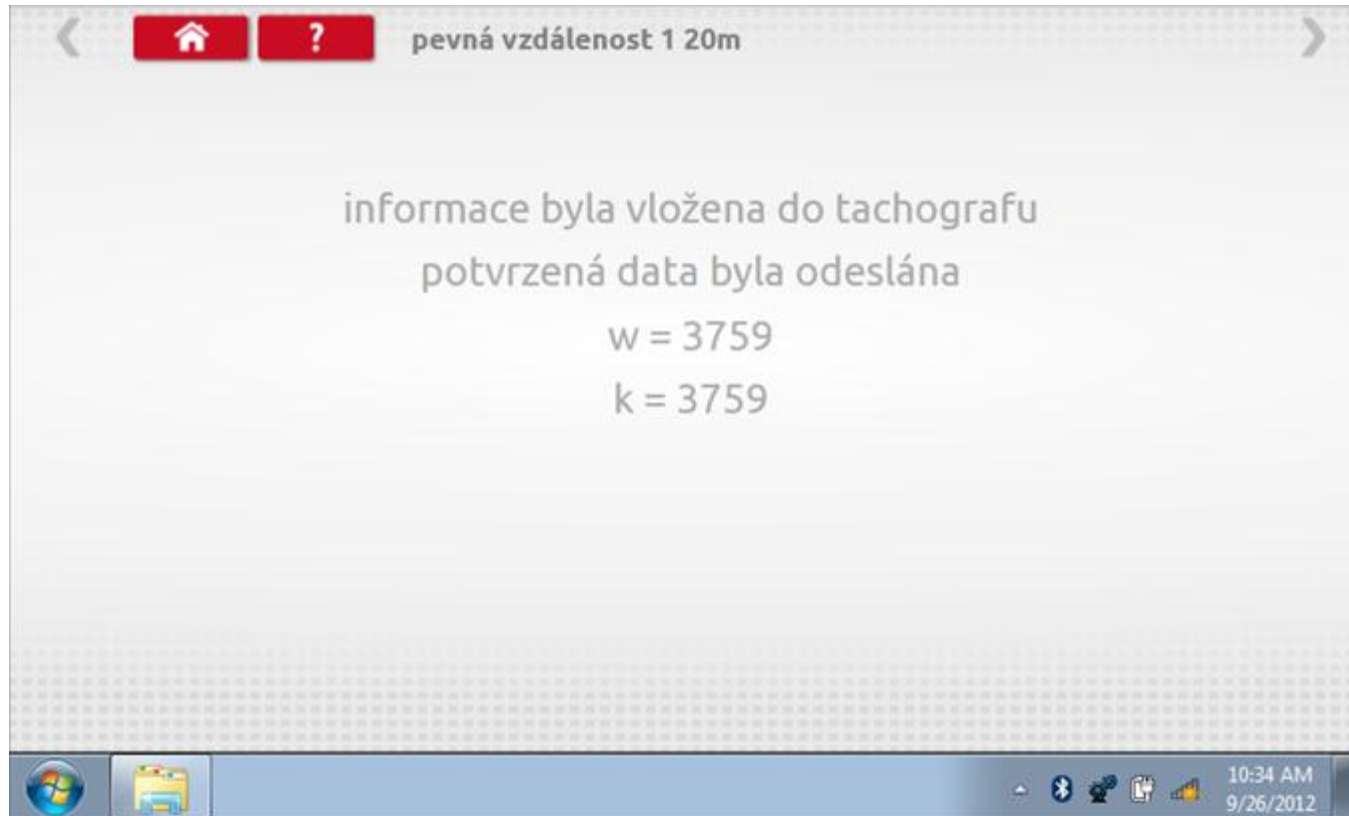 ? pevná vzdálenost 1 20m
informace byla vložena do tachografu
potvrzená data byla odeslána
w = 3759
k = 3759
10:34 AM
9/26/2012